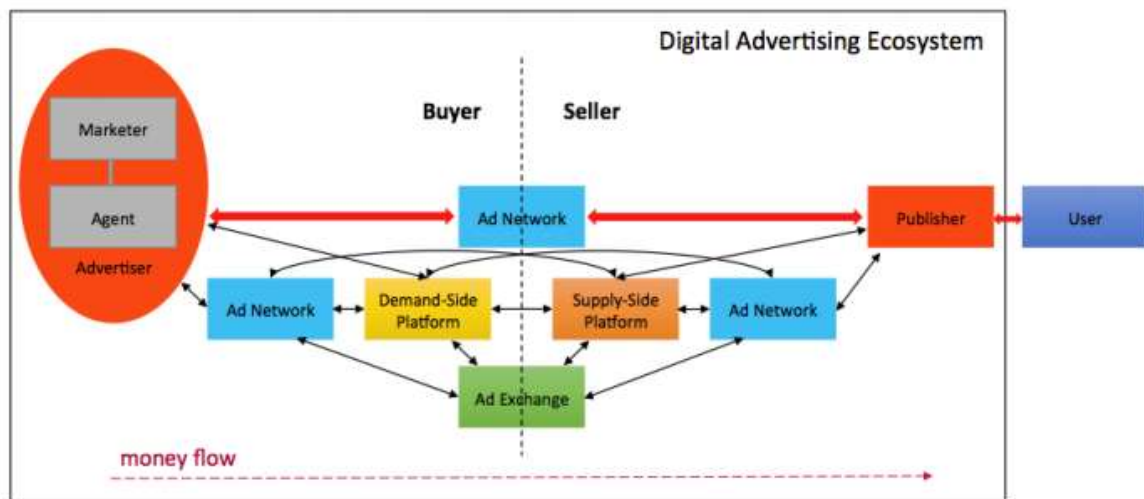 Digital Advertising Ecosystem
Buyer
Seller
Marketer
Agent
Advertiser
Ad Network
Publisher
User
Ad Network
Demand-Side
Platform
Supply-Side
Platform
Ad Network
Ad Exchange
money flow